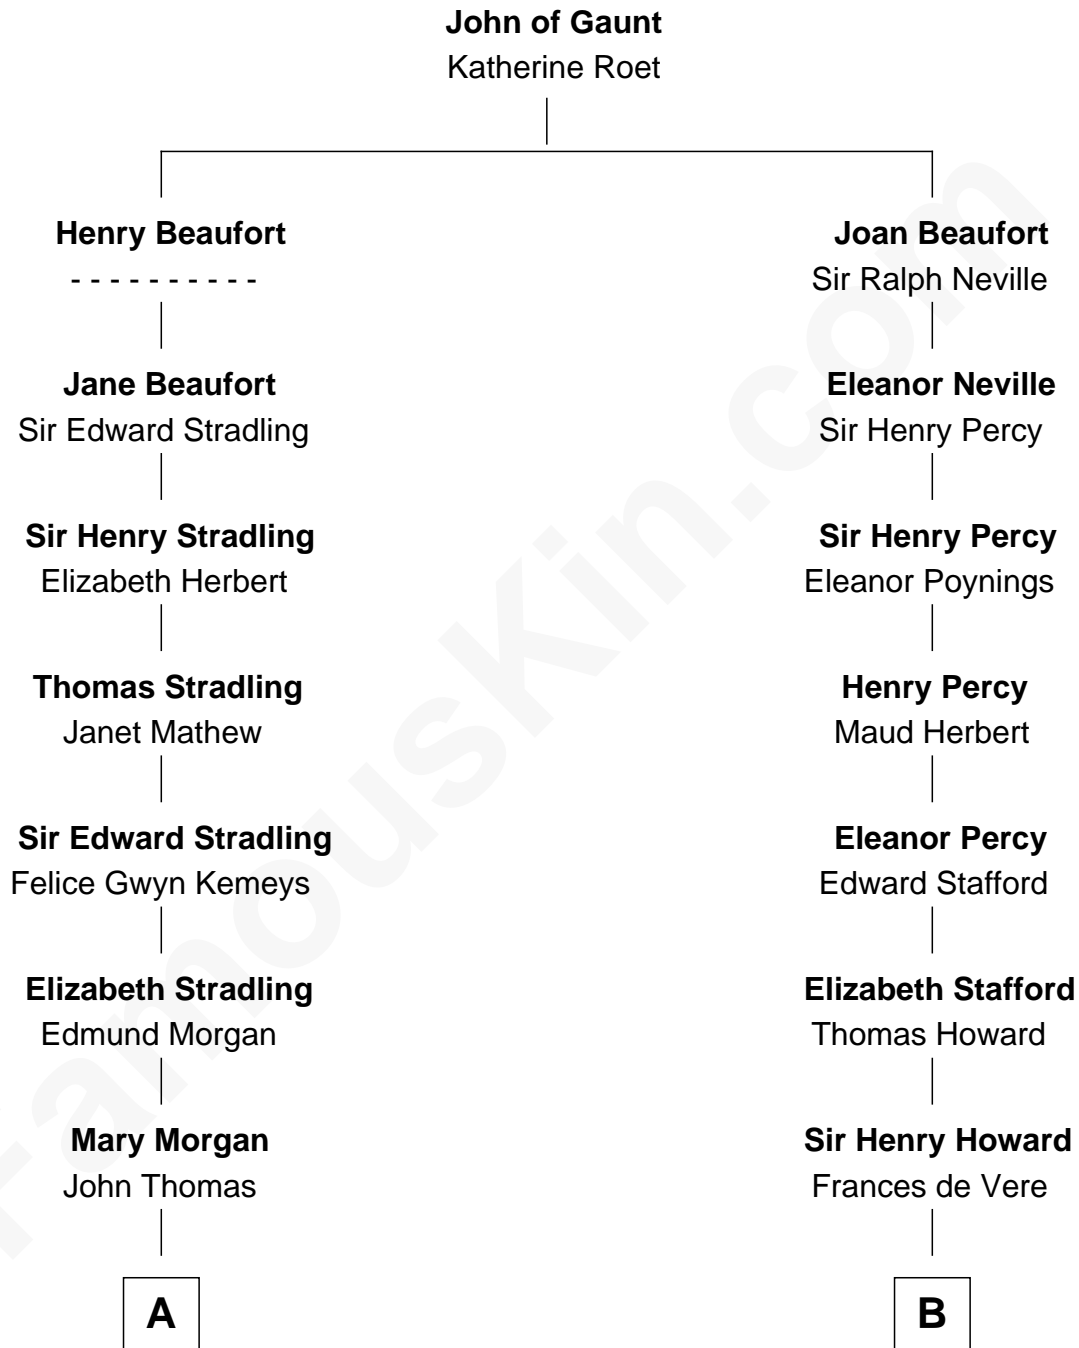 John of Gaunt
Katherine Roet
Henry Beaufort
- - - - - - - - - -
Jane Beaufort
Sir Edward Stradling
Sir Henry Stradling
Elizabeth Herbert
Thomas Stradling
Janet Mathew
Sir Edward Stradling
Felice Gwyn Kemeys
Elizabeth Stradling
Edmund Morgan
Mary Morgan
John Thomas
A
Joan Beaufort
Sir Ralph Neville
Eleanor Neville
Sir Henry Percy
Sir Henry Percy
Eleanor Poynings
Henry Percy
Maud Herbert
Eleanor Percy
Edward Stafford
Elizabeth Stafford
Thomas Howard
Sir Henry Howard
Frances de Vere
B
FamousKin.com